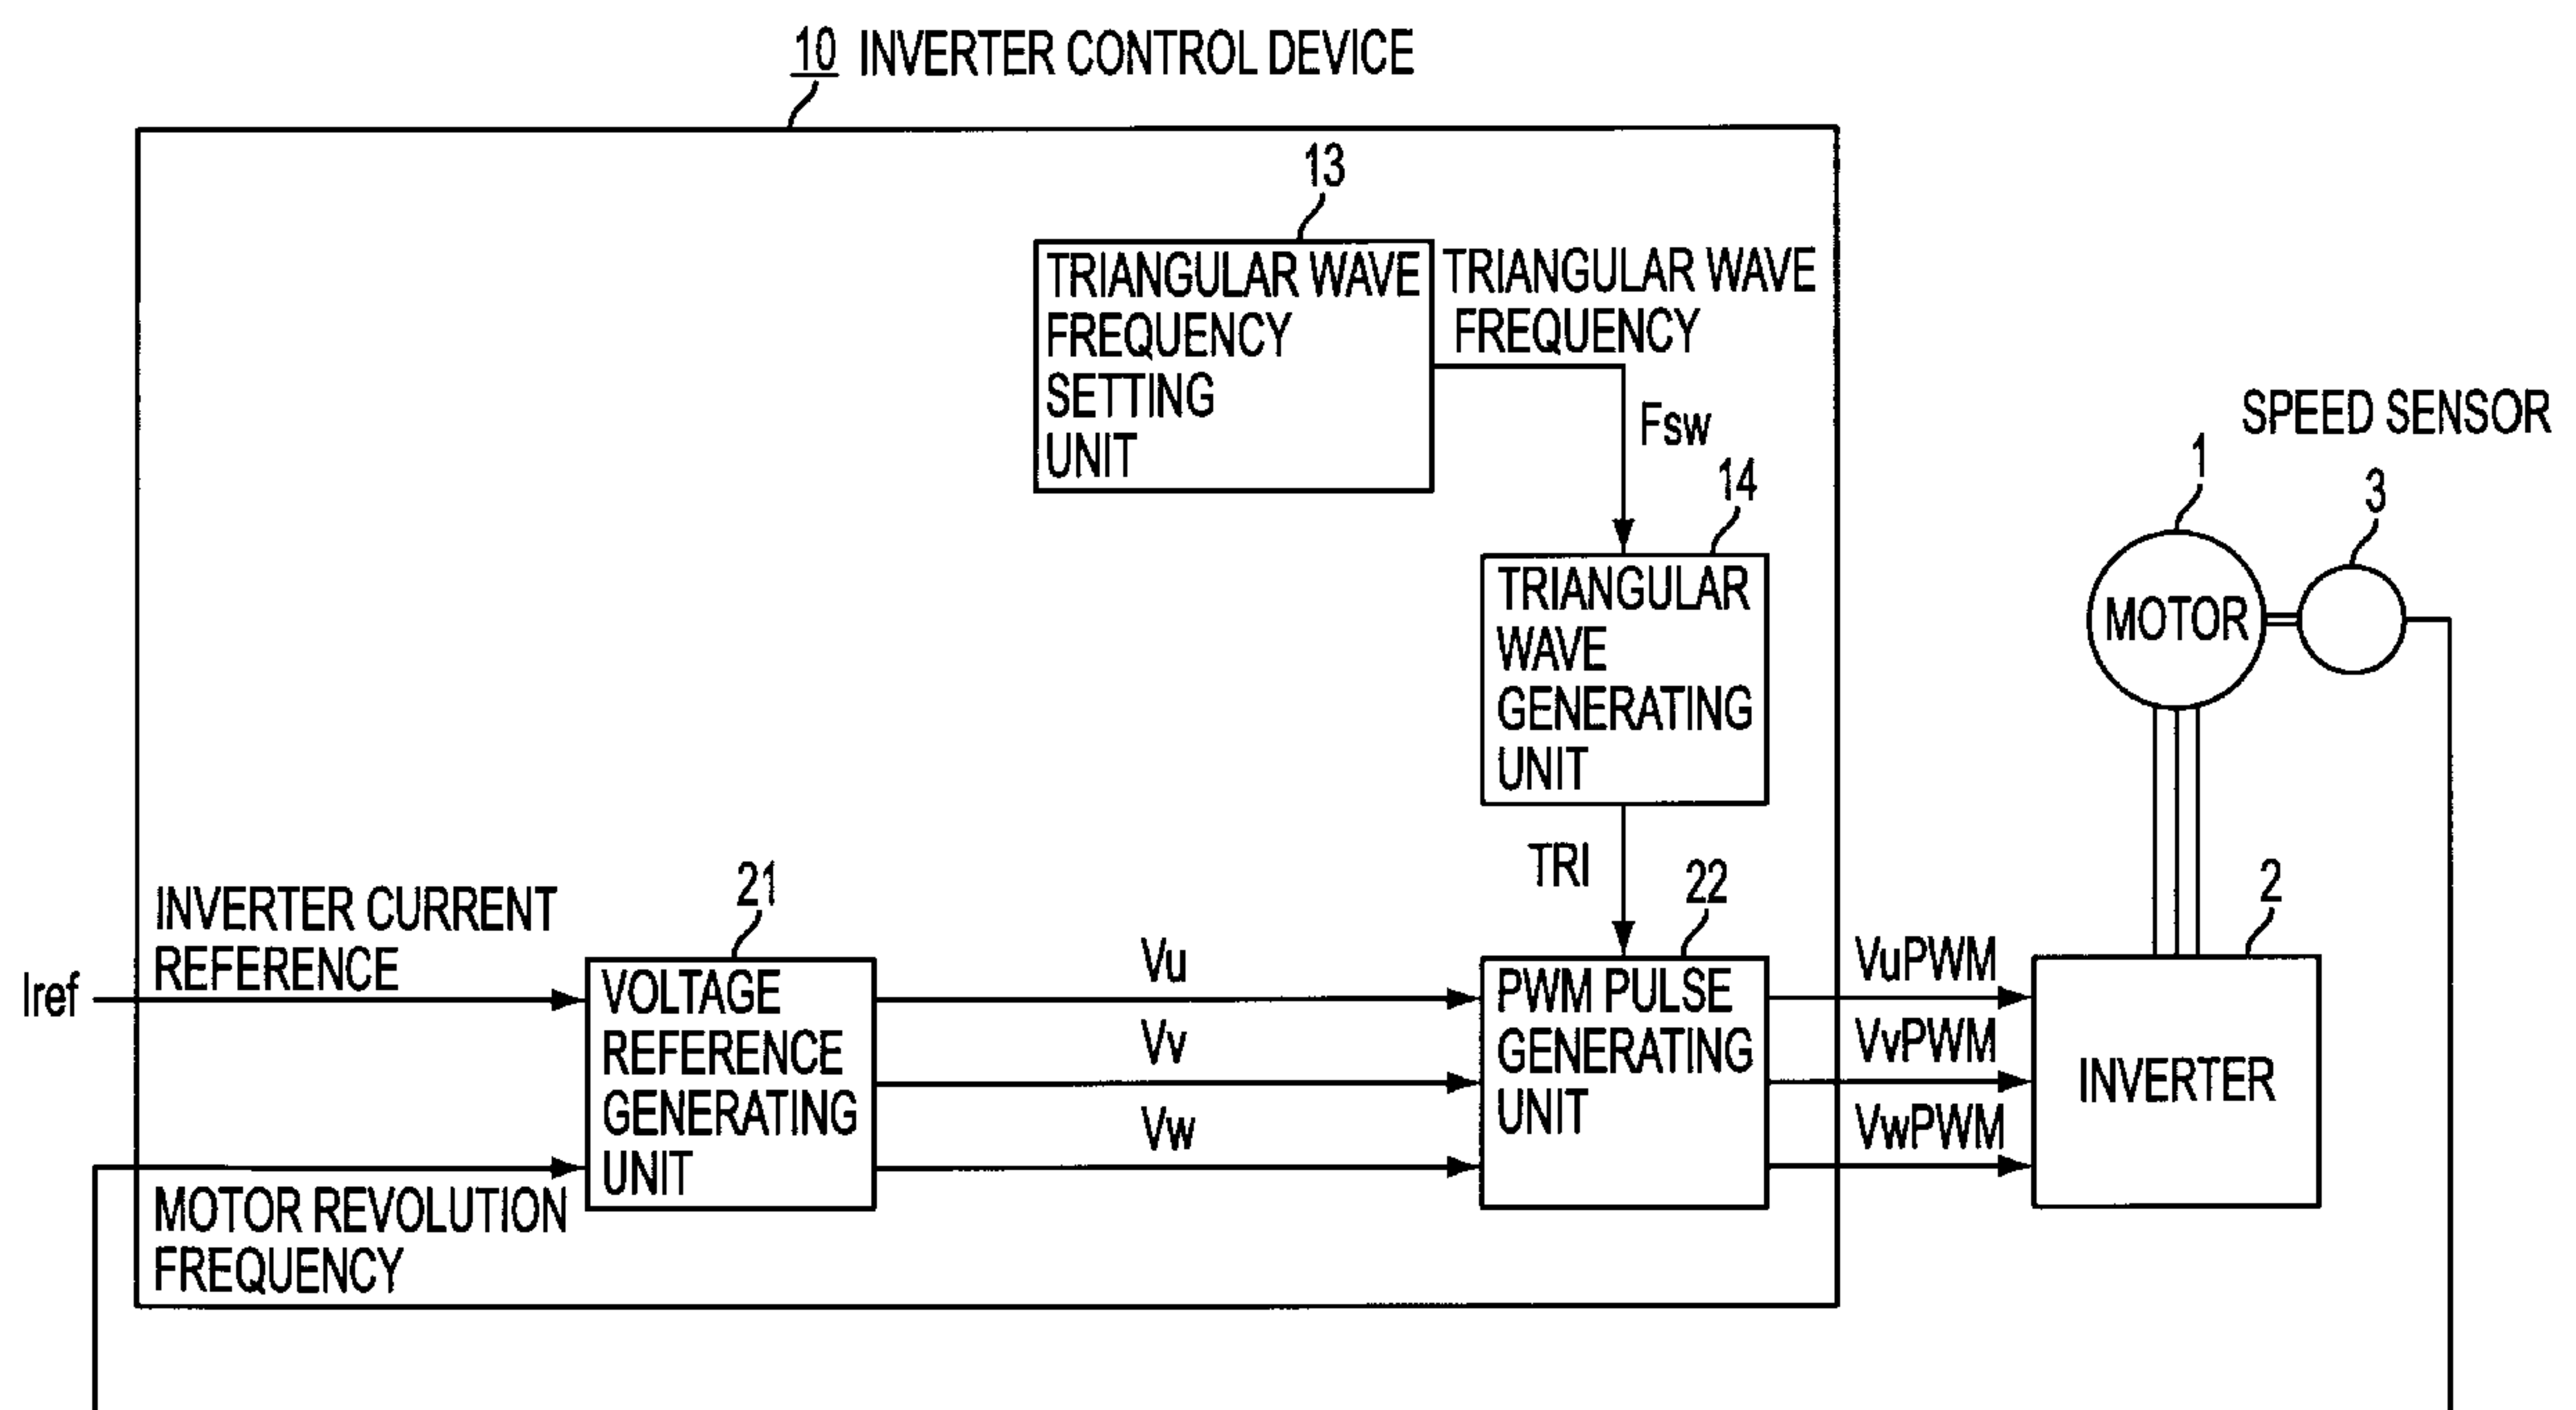 10 INVERTER CONTROL DEVICE
13
TRIANGULAR WAVE
FREQUENCY
SETTING
UNIT
TRIANGULAR WAVE
FREQUENCY
Fsw
14
TRIANGULAR
WAVE
GENERATING
UNIT
TRI
SPEED SENSOR
1
3
MOTOR
21
INVERTER CURRENT
REFERENCE
Iref
VOLTAGE
REFERENCE
GENERATING
UNIT
MOTOR REVOLUTION
FREQUENCY
Vu
Vv
Vw
22
PWM PULSE
GENERATING
UNIT
VuPWM
VvPWM
VwPWM
2
INVERTER